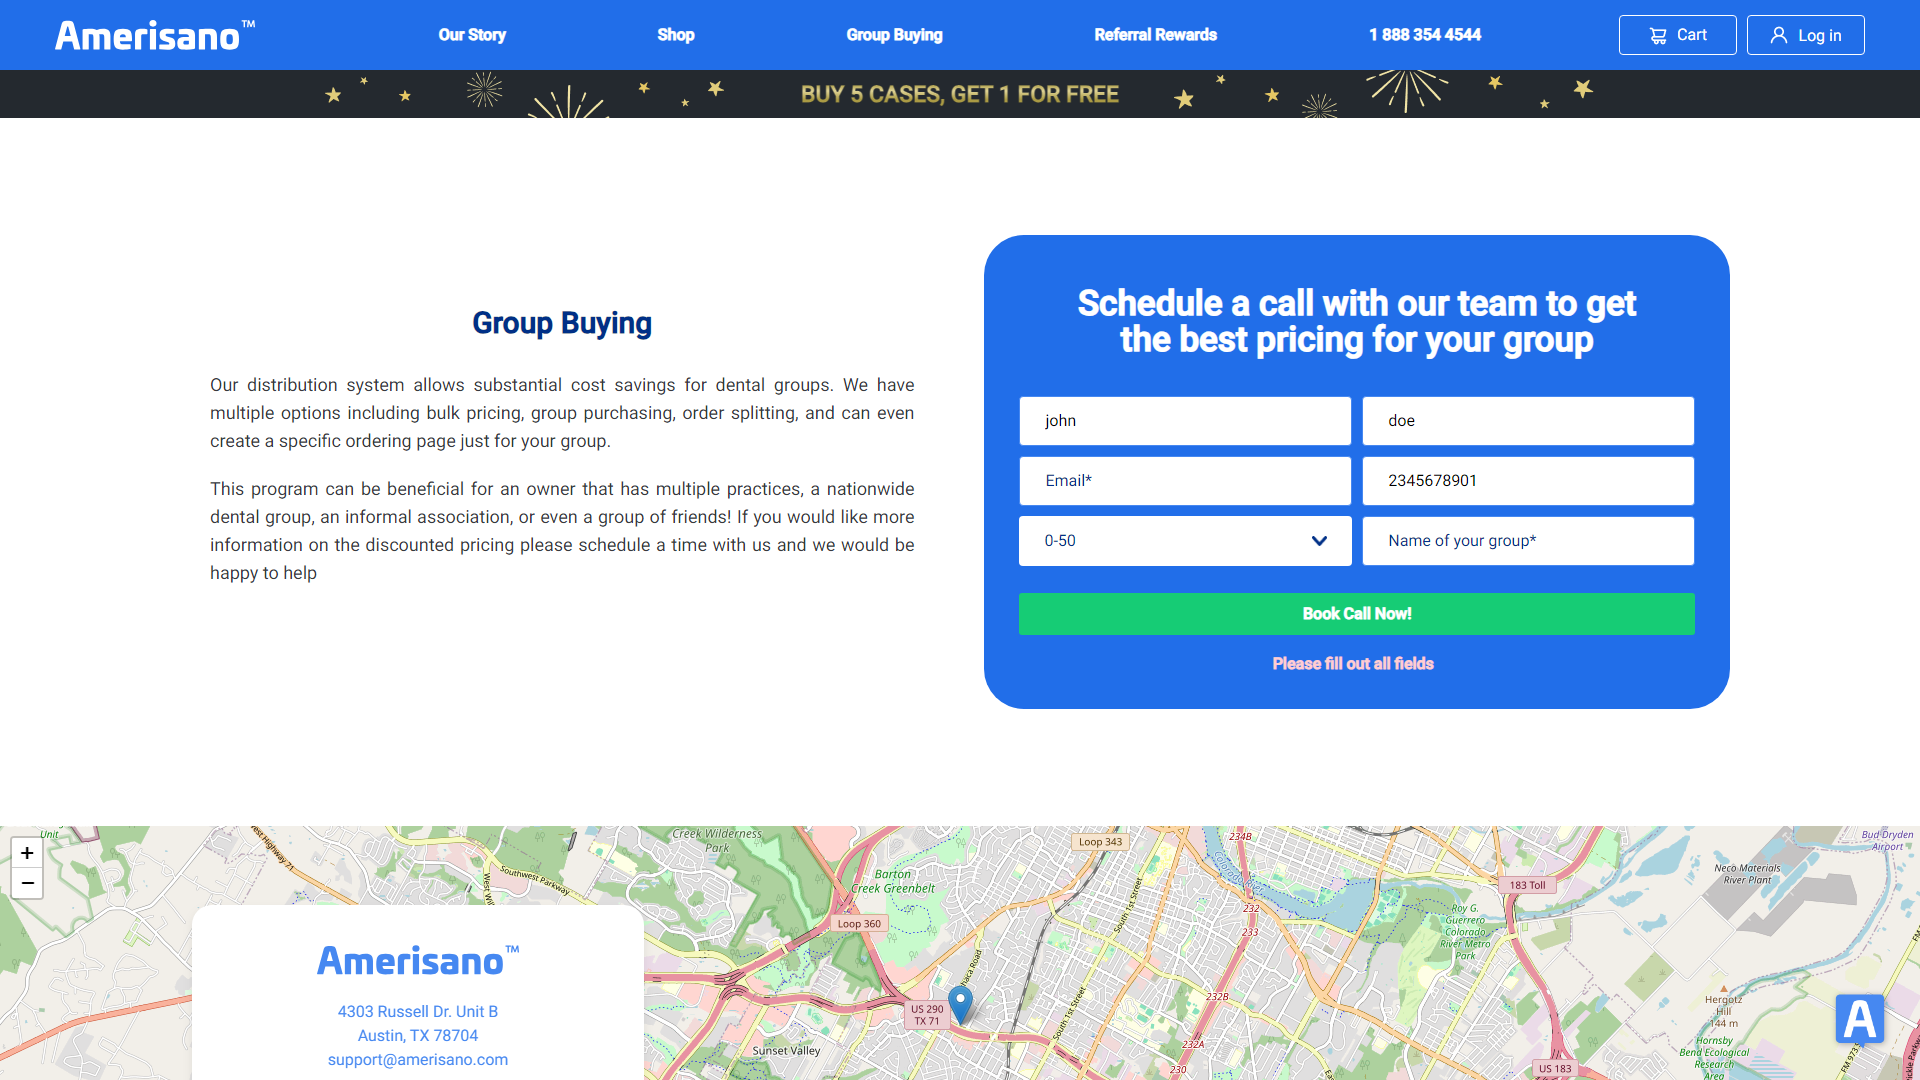 Amerisano™
Our Story
Shop
Group Buying
Referral Rewards
1 888 354 4544
Cart
Log in
BUY 5 CASES, GET 1 FOR FREE
Group Buying
Our distribution system allows substantial cost savings for dental groups. We have
multiple options including bulk pricing, group purchasing, order splitting, and can even
create a specific ordering page just for your group.
This program can be beneficial for an owner that has multiple practices, a nationwide
dental group, an informal association, or even a group of friends! If you would like more
information on the discounted pricing please schedule a time with us and we would be
happy to help
Schedule a call with our team to get
the best pricing for your group
john
doe
Email*
2345678901
0-50
Name of your group*
Book Call Now!
Please fill out all fields
+
−
Unit
West Highway 71
Southwest Parkway
Creek Wilderness
Park
Barton
Creek Greenbelt
Loop 360
Loop 343
South 1st Street
234B
232
233
Roy G.
Guerrero
Colorado
River Metro
Park
183 Toll
Neco Materials
River Plant
Bud Dryden
Airport
US 290
TX 71
Sunset Valley
South 1st Street
232B
232A
230
US 183
Hergotz
Hill
144 m
Hornsby
Bend Ecological
Research
Area
FM 973
A
Amerisano™
4303 Russell Dr. Unit B
Austin, TX 78704
support@amerisano.com